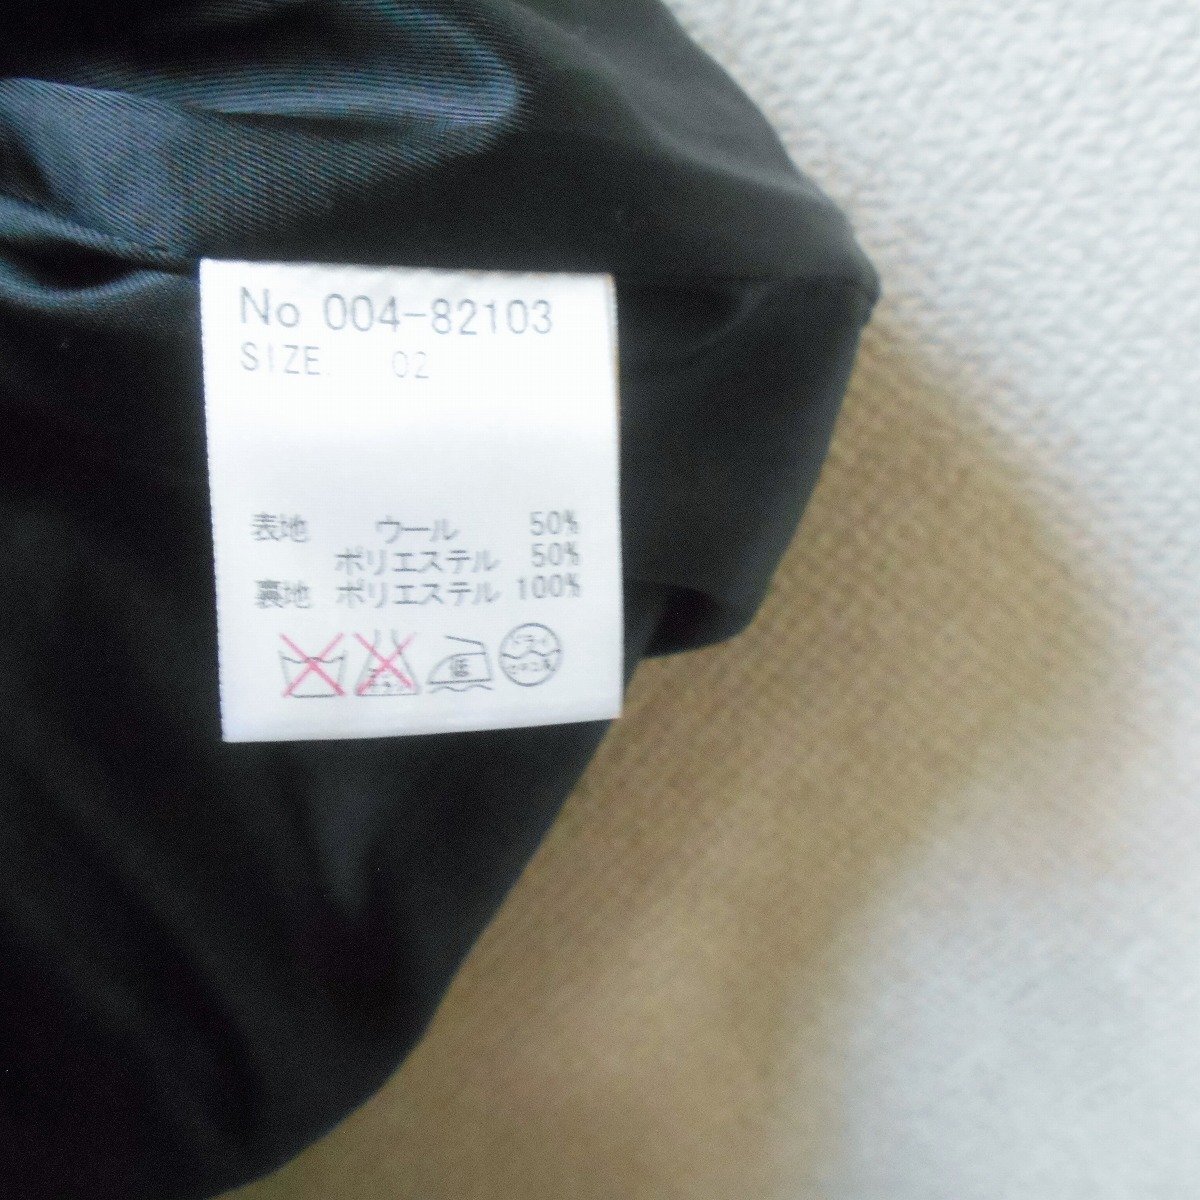 No 004-82103
SIZE. 02
表地 ウール 50%
ポリエステル 50%
裏地 ポリエステル 100%